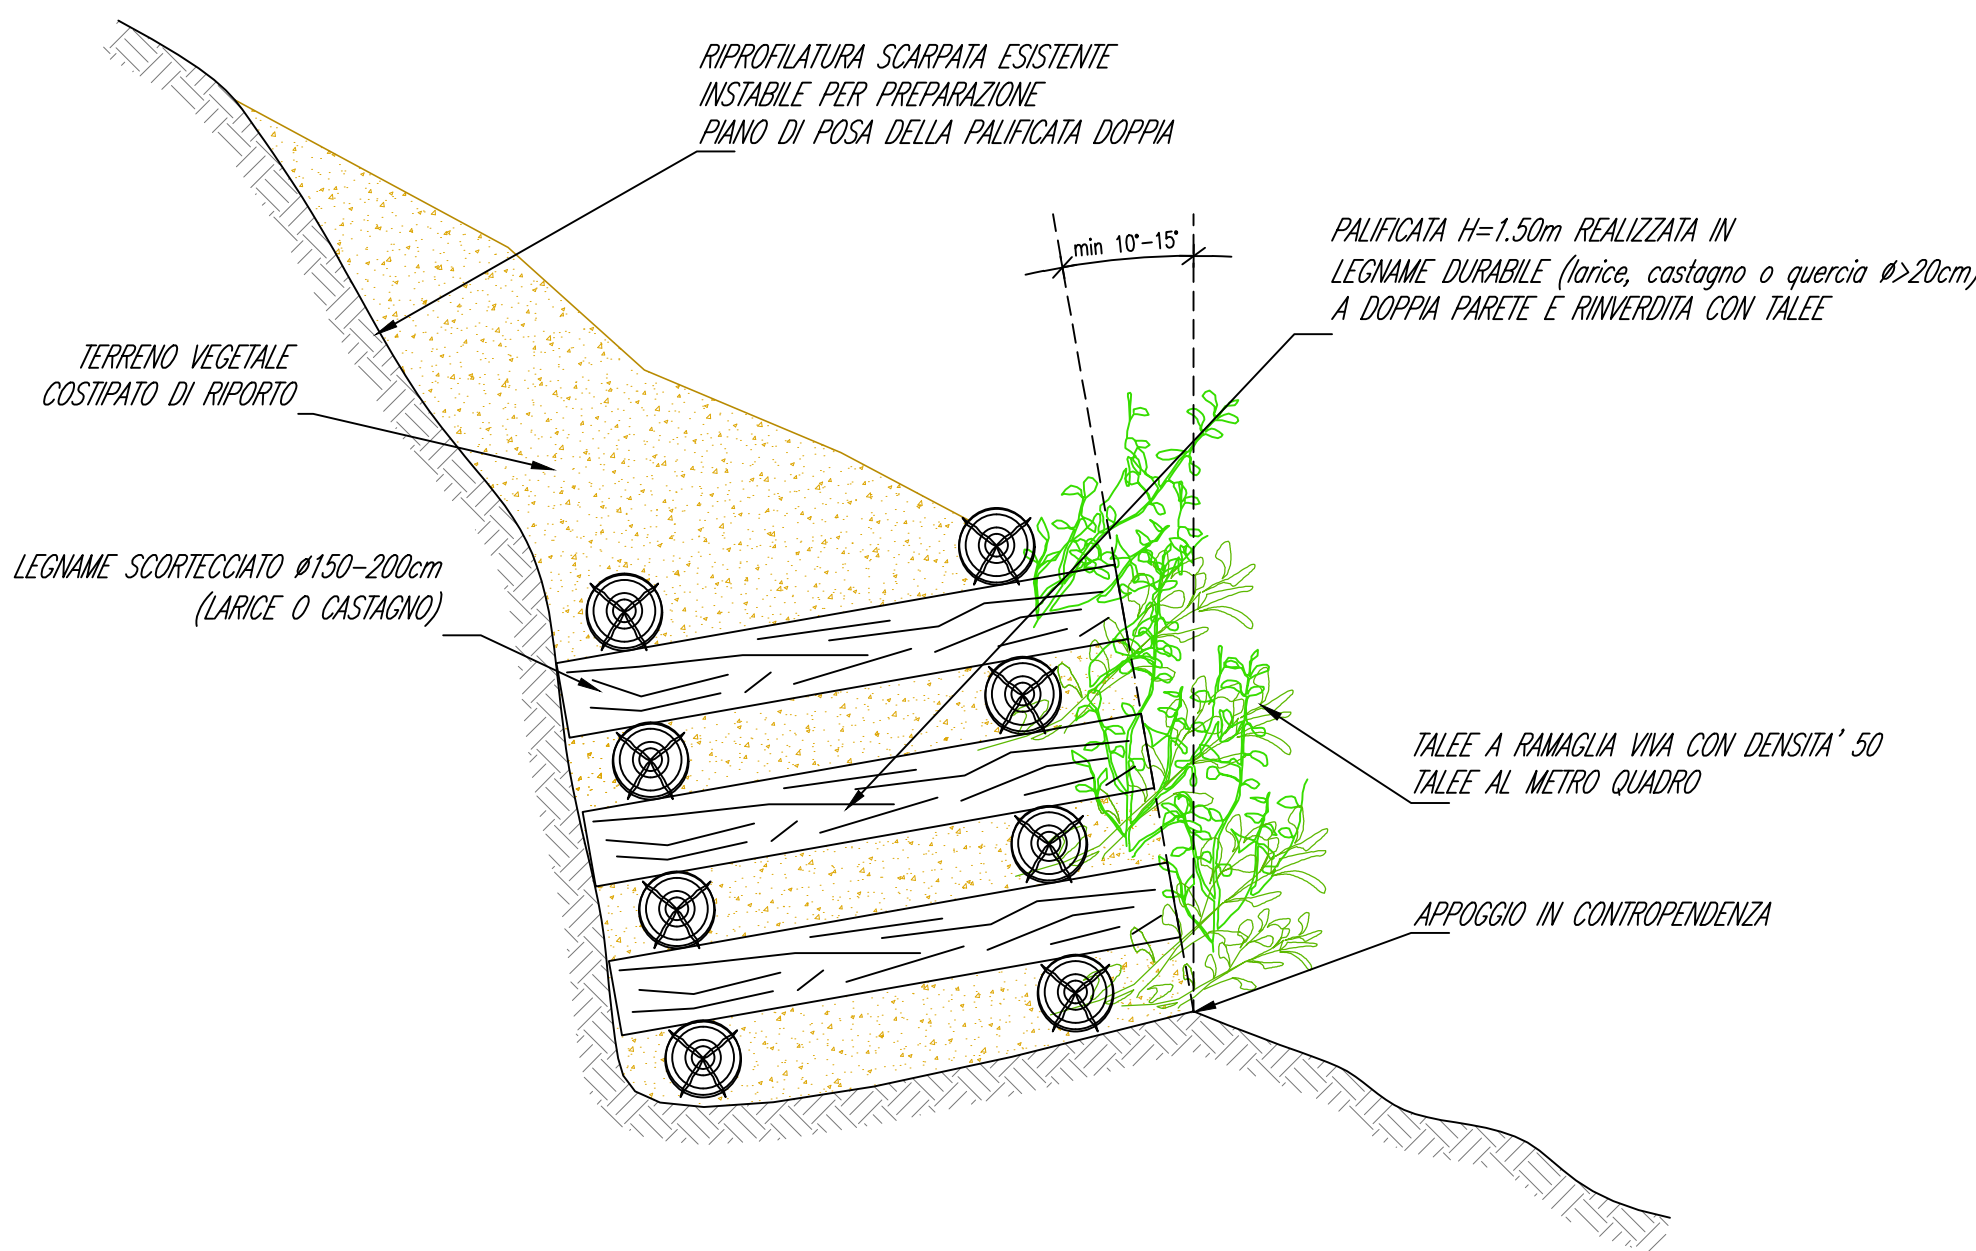 RIPROFILATURA SCARPATA ESISTENTE
INSTABILE PER PREPARAZIONE
PIANO DI POSA DELLA PALIFICATA DOPPIA
min 10°-15°
PALIFICATA H=1.50m REALIZZATA IN
LEGNAME DURABILE (larice, castagno o quercia ø>20cm)
A DOPPIA PARETE E RINVERDITA CON TALEE
TERRENO VEGETALE
COSTIPATO DI RIPORTO
LEGNAME SCORTECCIATO ø150-200cm
(LARICE O CASTAGNO)
TALEE A RAMAGLIA VIVA CON DENSITA' 50
TALEE AL METRO QUADRO
APPOGGIO IN CONTROPENDENZA